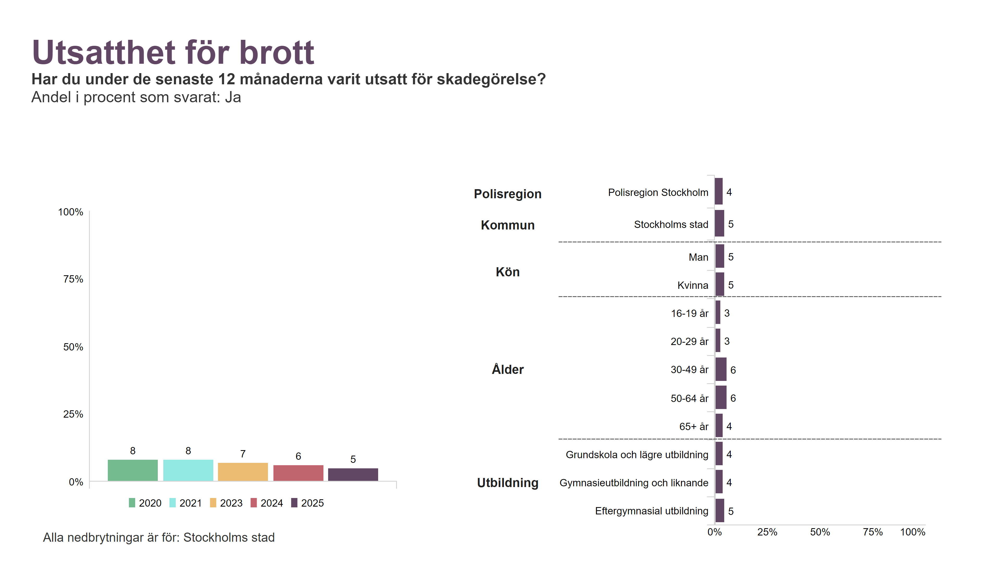 Utsatthet för brott
Har du under de senaste 12 månaderna varit utsatt för skadegörelse?
Andel i procent som svarat: Ja
100%
75%
50%
25%
0%
8
8
7
6
5
2020 2021 2023 2024 2025
Alla nedbrytningar är för: Stockholms stad
Polisregion
Polisregion Stockholm 4
Kommun
Stockholms stad 5
Kön
Man 5
Kvinna 5
Ålder
16-19 år 3
20-29 år 3
30-49 år 6
50-64 år 6
65+ år 4
Utbildning
Grundskola och lägre utbildning 4
Gymnasieutbildning och liknande 4
Eftergymnasial utbildning 5
0% 25% 50% 75% 100%